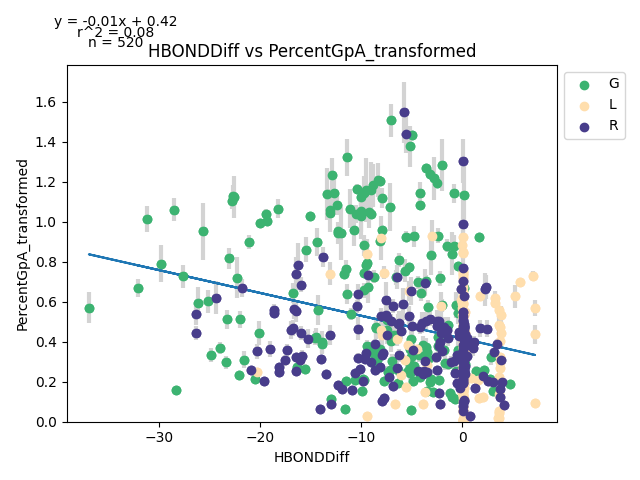 y = -0.01x + 0.42
r^2 = 0.08
n = 520
HBONDDiff vs PercentGpA_transformed
G
L
R
PercentGpA_transformed
1.6
1.4
1.2
1.0
0.8
0.6
0.4
0.2
0.0
−30
−20
−10
0
HBONDDiff